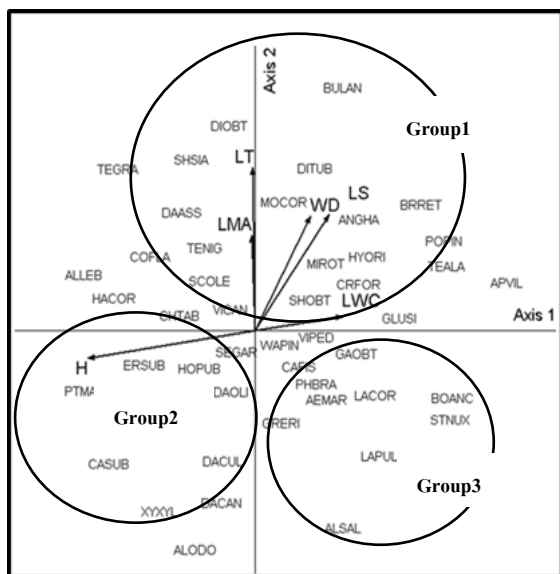 Axis 2
BULAN
Group1
DIOBT
LT
SHSIA
TEGRA
DITUB
LS
MOCOR
WD
BRRET
DAASS
LMA
ANGHA
TENIG
POPIN
COFLA
HYORI
MIROT
TEALA
ALLEB
SCOLE
CRFOR
APVIL
HACOR
SHOBT
LWC
VICAN
GLUSI
Axis 1
VIPED
WAPIN
SEGAR
GAOBT
H
ERSUB
HOPUB
CAFIS
PHBRA
PTMA
DAOLI
AEMAR
LACOR
BOANC
Group2
GRERI
STNUX
CASUB
DACUL
LAPUL
Group3
DACAN
XYXYL
ALSAL
ALODO